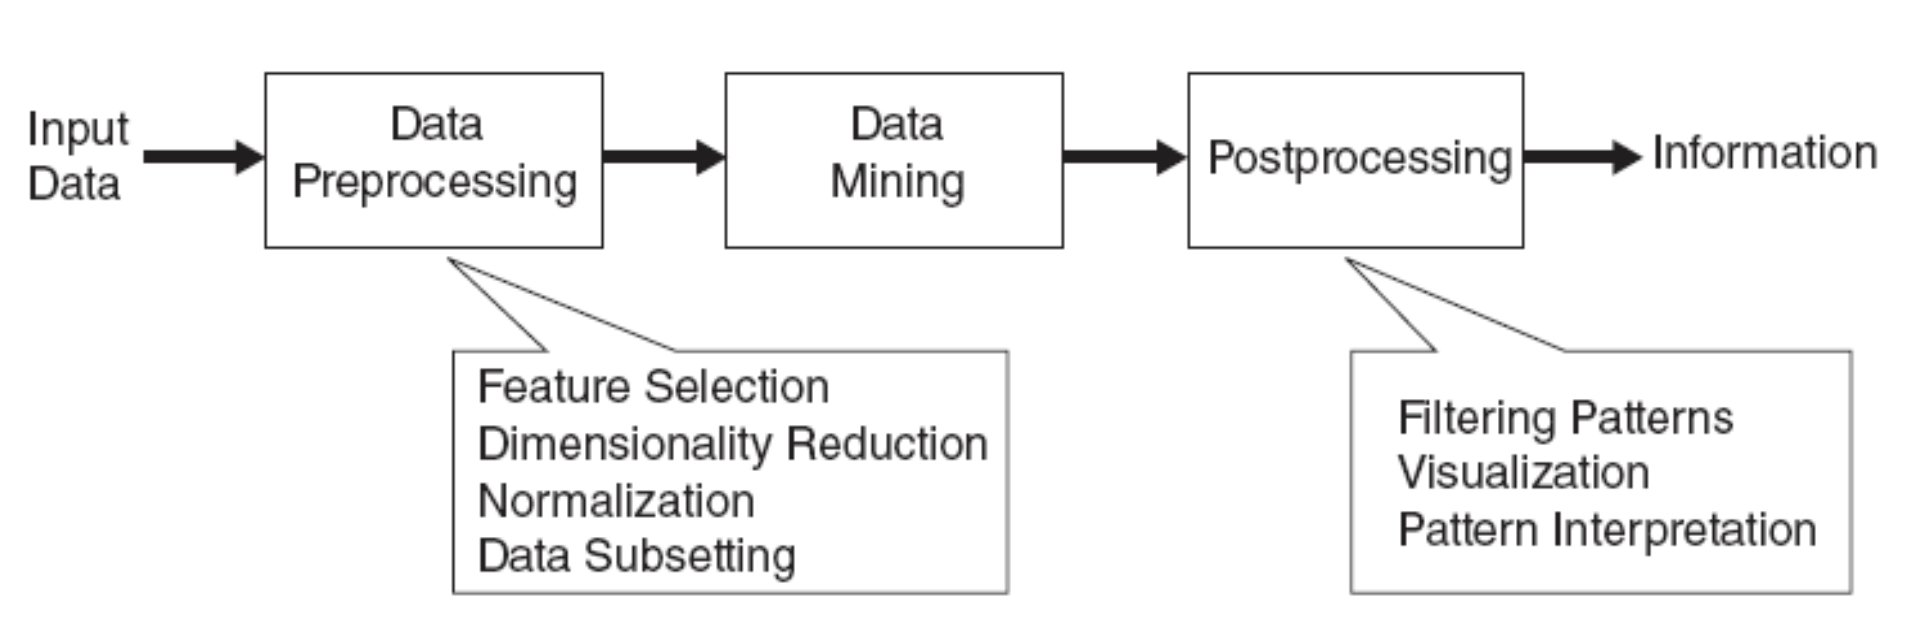 Input
Data
Data
Preprocessing
Data
Mining
Postprocessing
Information
Feature Selection
Dimensionality Reduction
Normalization
Data Subsetting
Filtering Patterns
Visualization
Pattern Interpretation